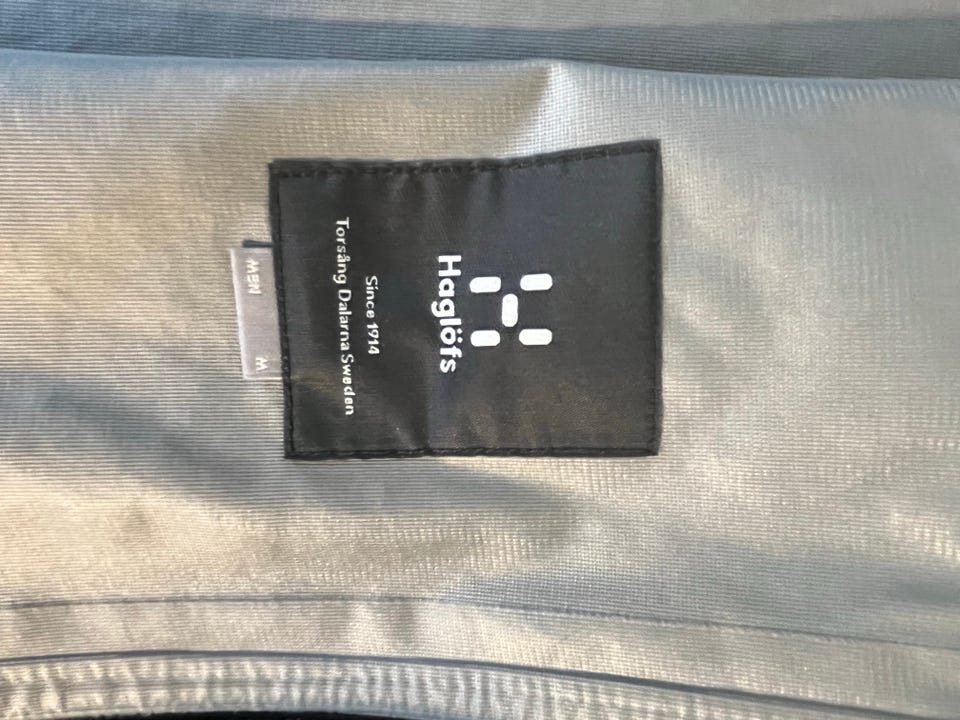 Haglöfs
Since 1914
Torsång Dalarna Sweden
MEN M